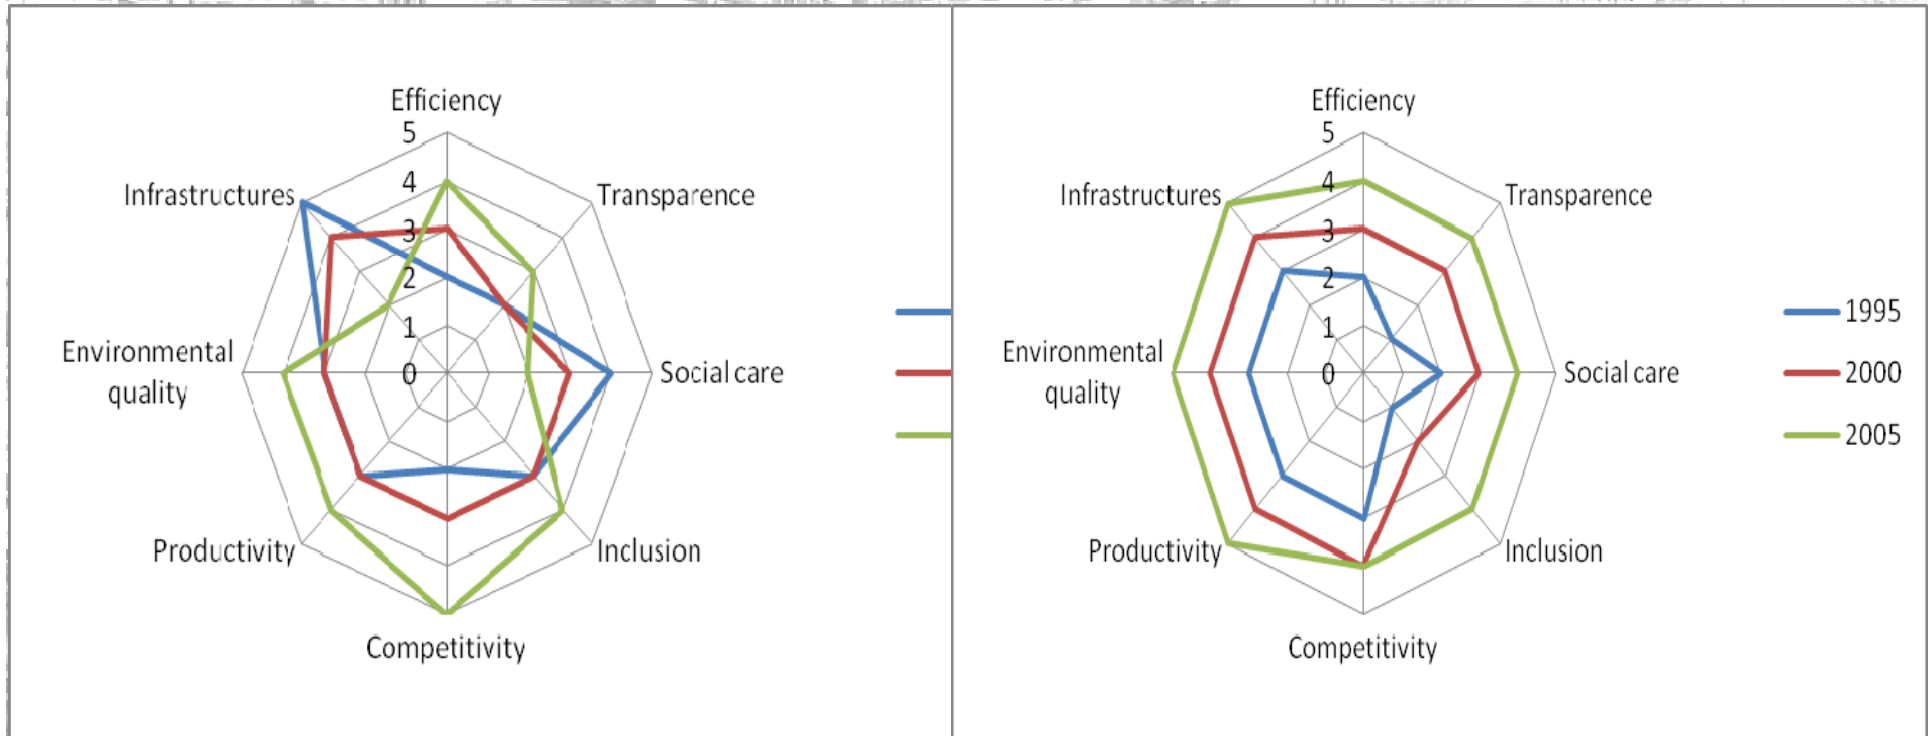 Efficiency
5
4
3
2
1
0
Infrastructures
Transparence
Environmental
quality
Social care
Productivity
Inclusion
Competitivity
Efficiency
5
4
3
2
1
0
Infrastructures
Transparence
Environmental
quality
Social care
Productivity
Inclusion
Competitivity
1995
2000
2005